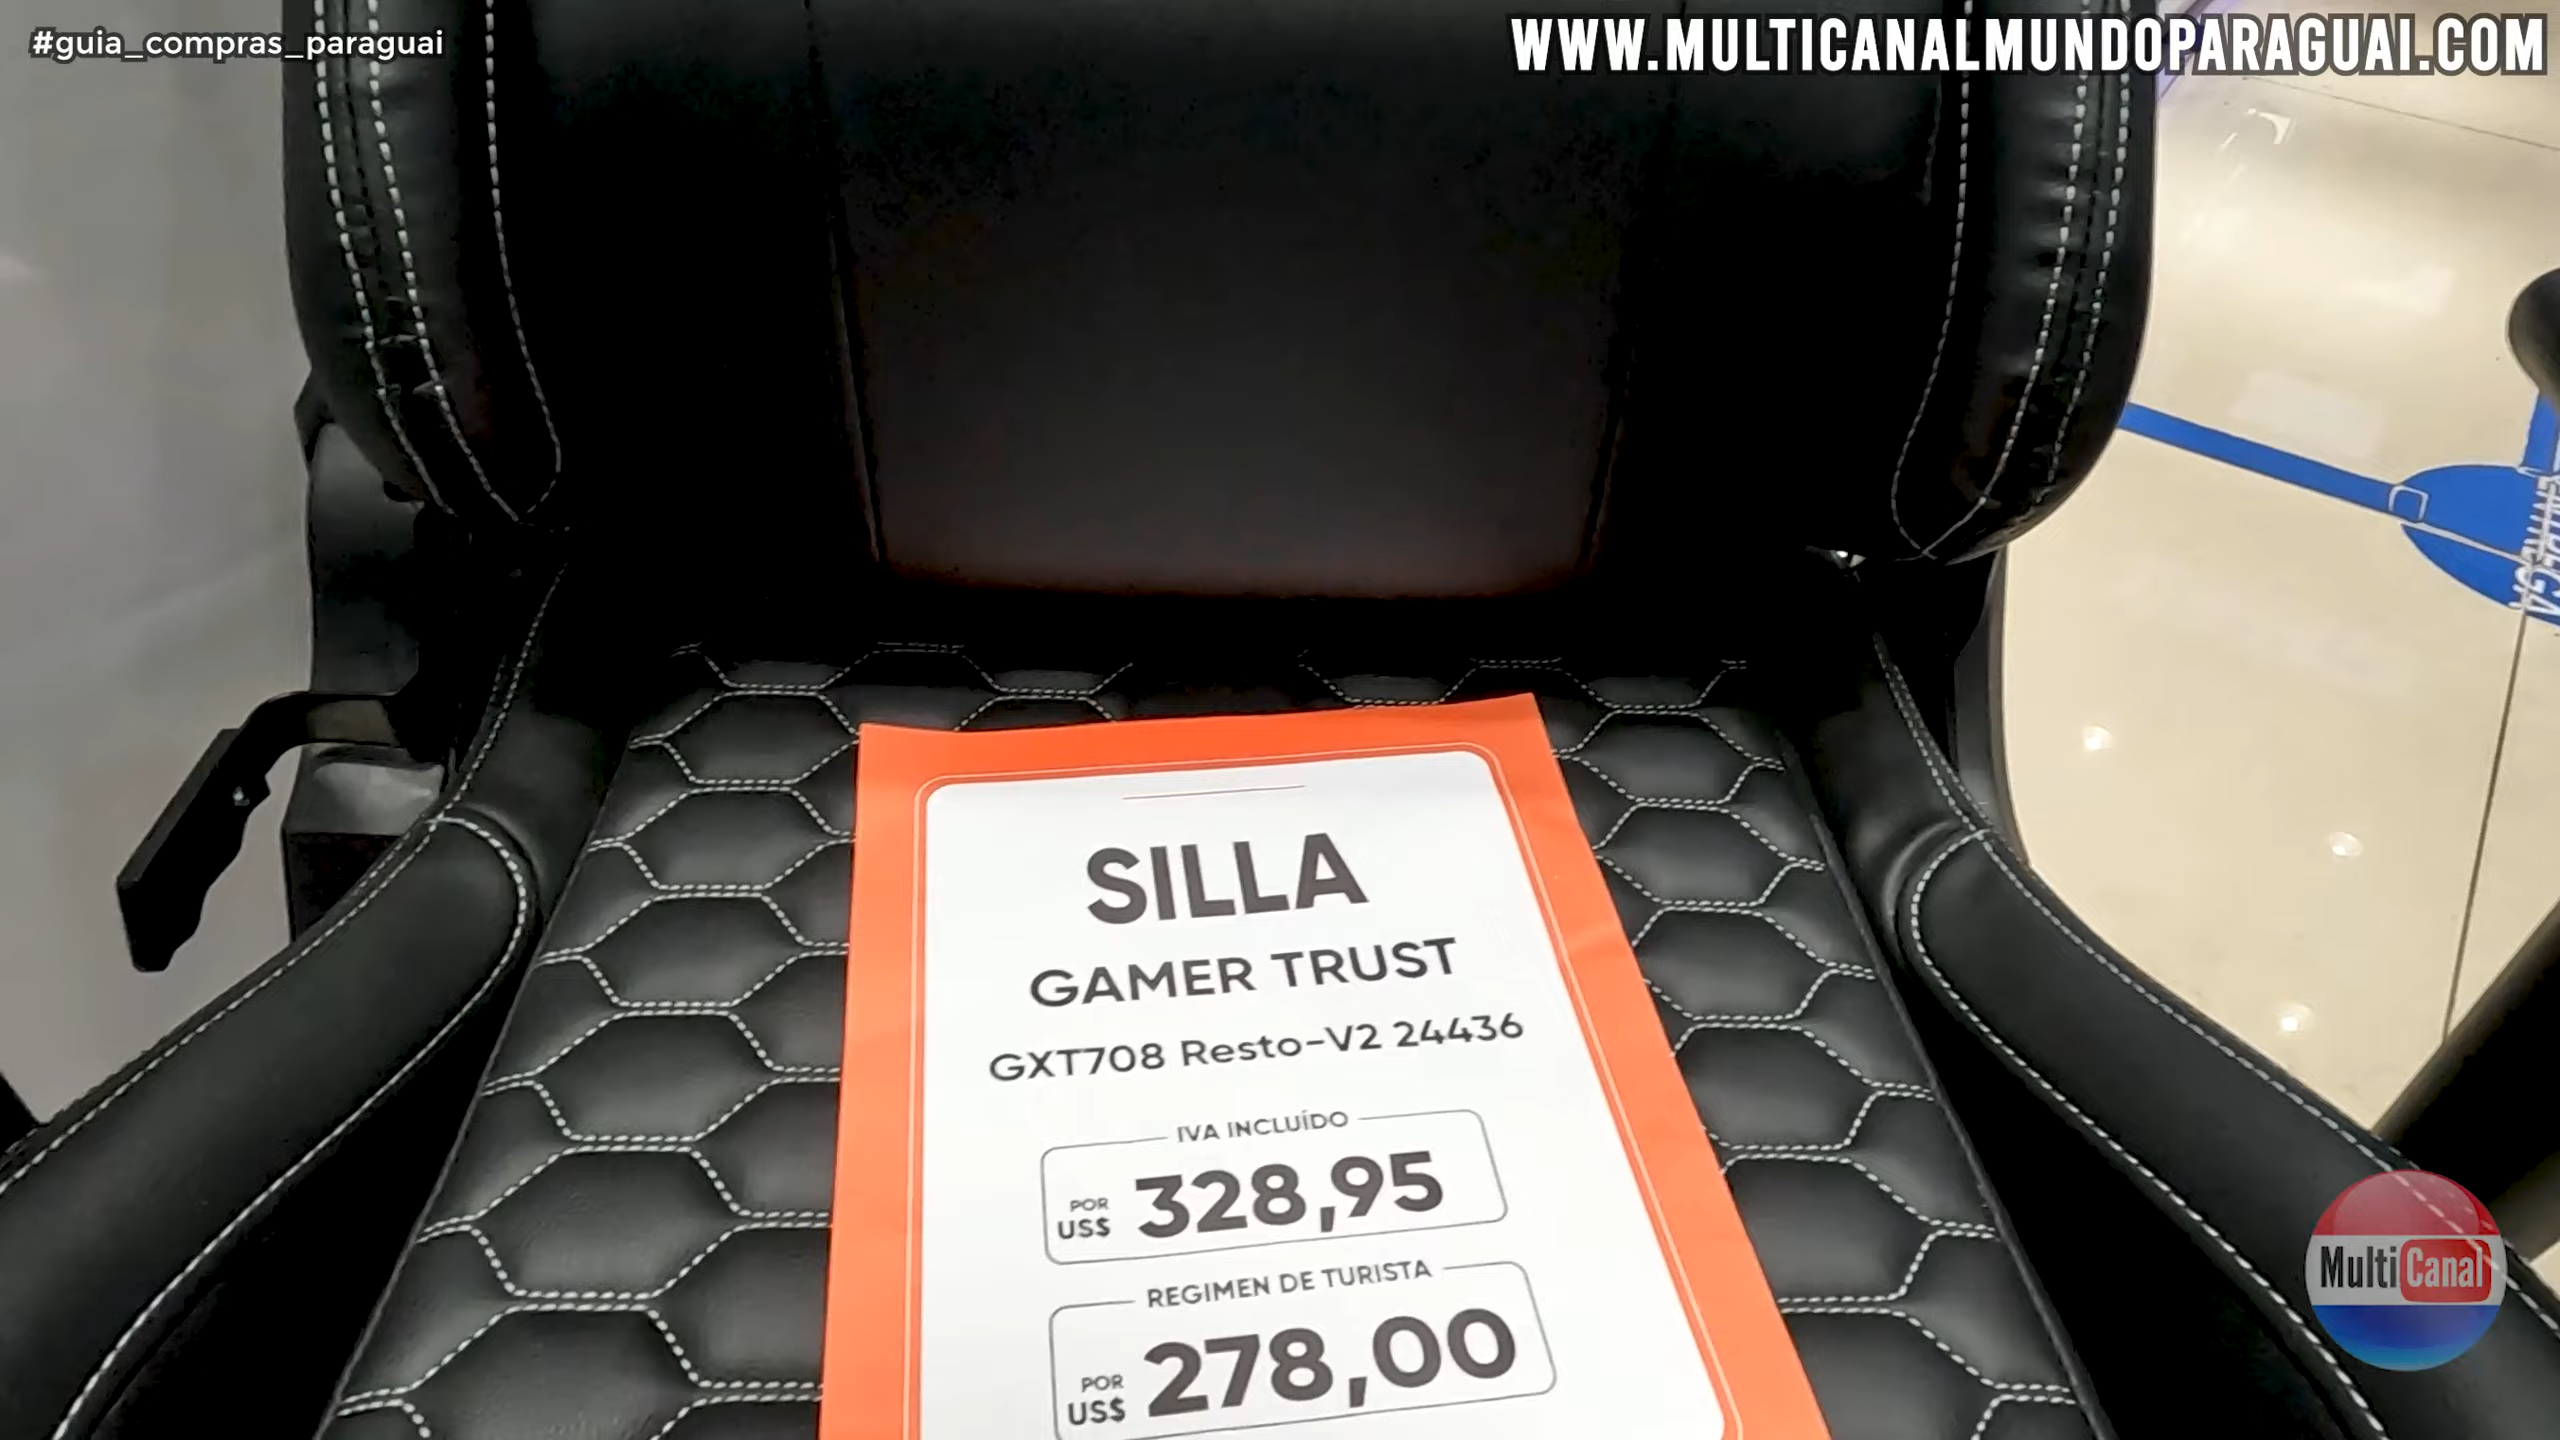 #guia_compras_paraguai
WWW.MULTICANALMUNDOPARAGUAI.COM
SILLA
GAMER TRUST
GXT708 Resto-V2 24436
IVA INCLUÍDO
POR
US$ 328,95
REGIMEN DE TURISTA
POR
US$ 278,00
MultiCanal